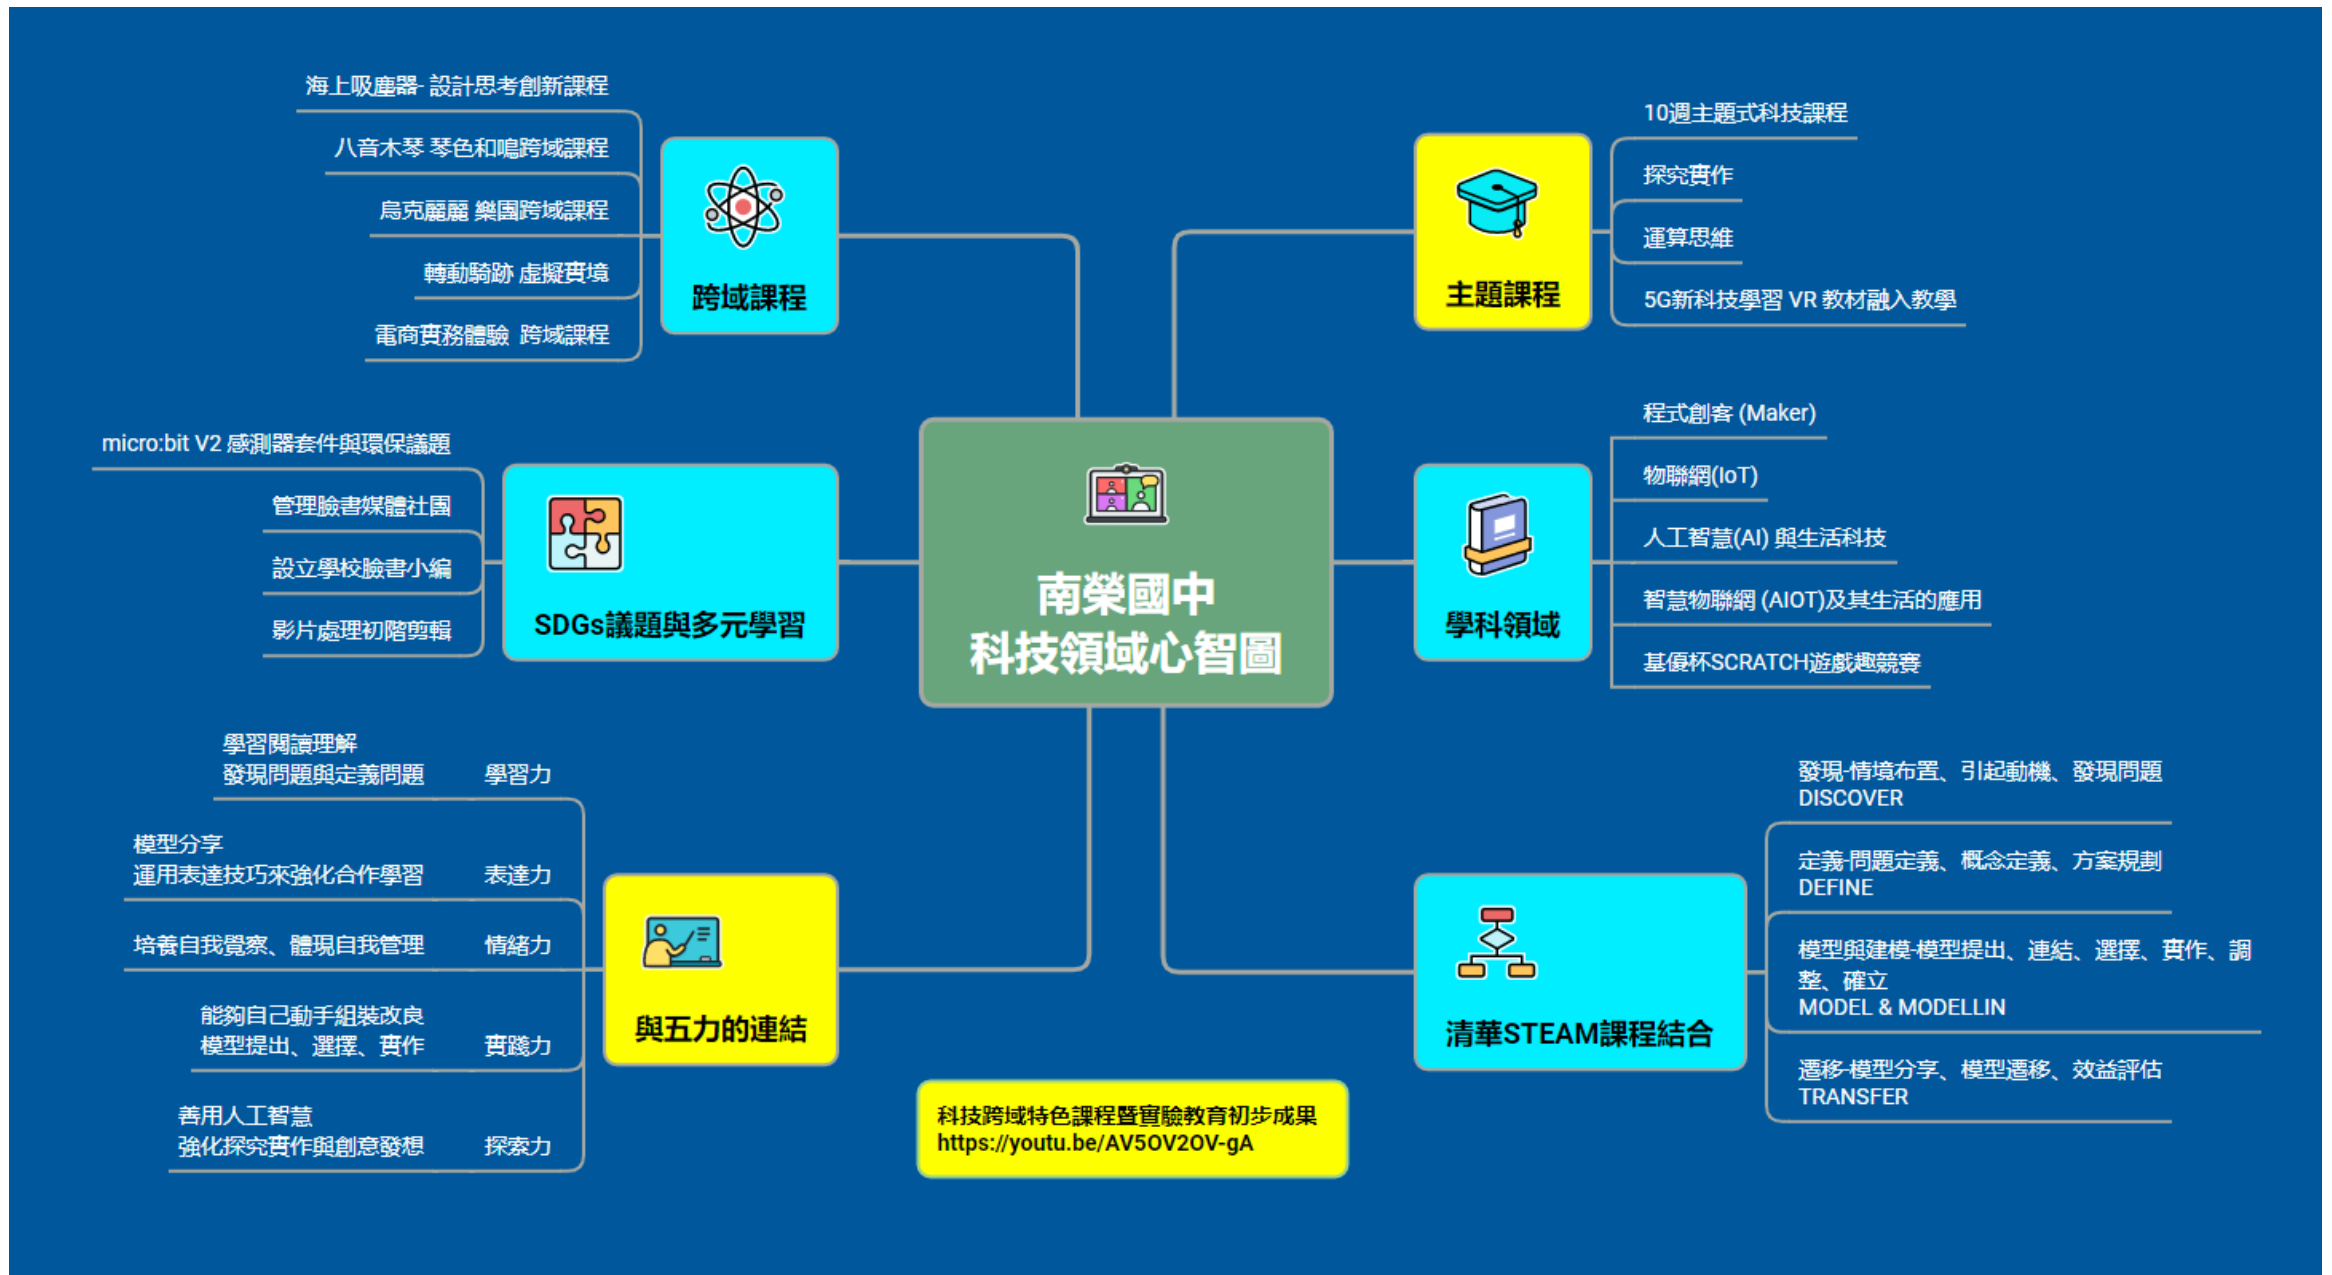 海上吸塵器- 設計思考創新課程
八音木琴 琴色和鳴跨域課程
烏克麗麗 樂團跨域課程
轉動騎跡 虛擬實境
電商實務體驗 跨域課程
跨域課程
micro:bit V2 感測器套件與環保議題
管理臉書媒體社團
設立學校臉書小編
影片處理初階剪輯
SDGs議題與多元學習
學習閱讀理解
發現問題與定義問題
學習力
模型分享
運用表達技巧來強化合作學習
表達力
培養自我覺察、體現自我管理
情緒力
能夠自己動手組裝改良
模型提出、選擇、實作
實踐力
善用人工智慧
強化探究實作與創意發想
探索力
與五力的連結
南榮國中
科技領域心智圖
主題課程
10週主題式科技課程
探究實作
運算思維
5G新科技學習 VR 教材融入教學
學科領域
程式創客 (Maker)
物聯網(IoT)
人工智慧(AI) 與生活科技
智慧物聯網 (AIOT)及其生活的應用
基優杯SCRATCH遊戲趣競賽
清華STEAM課程結合
發現-情境布置、引起動機、發現問題
DISCOVER
定義-問題定義、概念定義、方案規劃
DEFINE
模型與建模-模型提出、連結、選擇、實作、調
整、確立
MODEL & MODELLIN
遷移-模型分享、模型遷移、效益評估
TRANSFER
科技跨域特色課程暨實驗教育初步成果
https://youtu.be/AV5OV2OV-gA